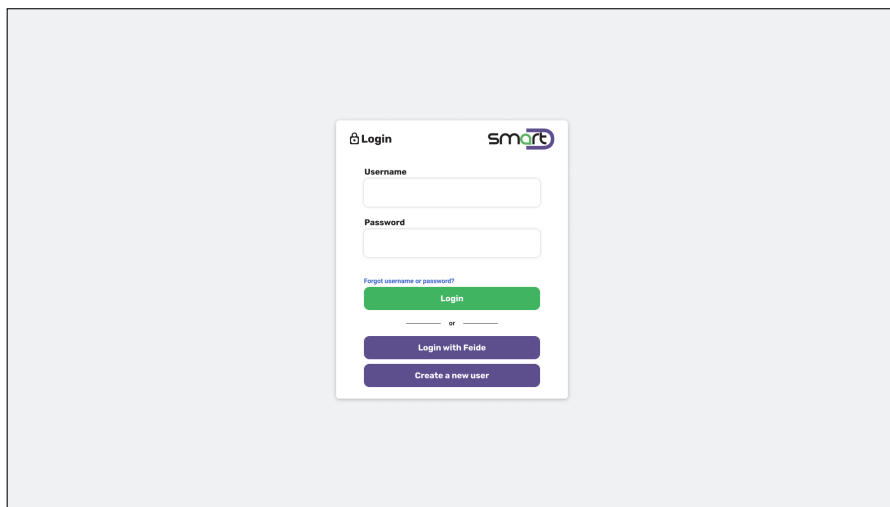 Login
smart
Username
Password
Forgot username or password?
Login
or
Login with Feide
Create a new user